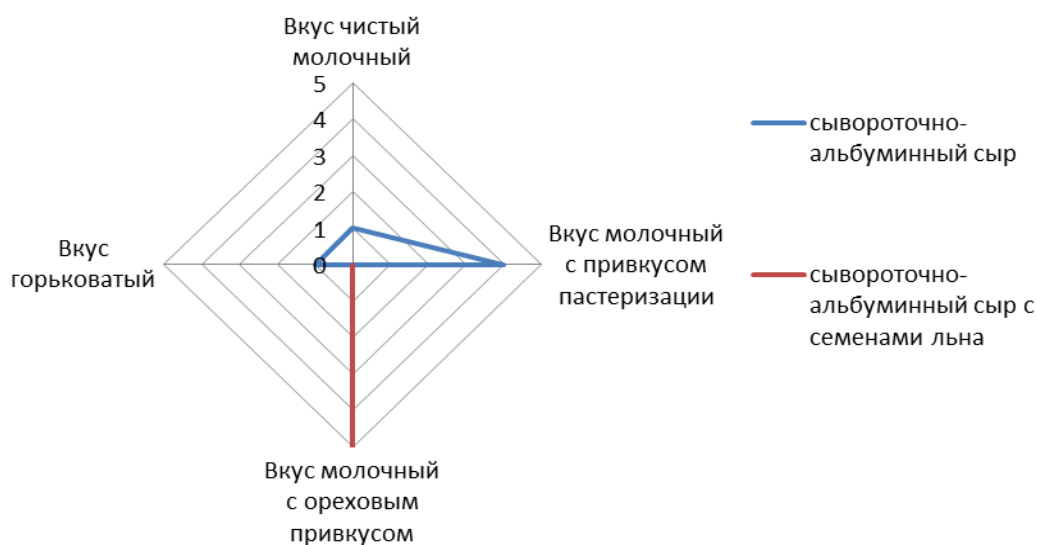 Вкус чистый
молочный
5
4
3
2
1
0
Вкус
горьковатый
Вкус молочный
с привкусом
пастеризации
Вкус молочный
с ореховым
привкусом
сывороточно-
альбуминный сыр
сывороточно-
альбуминный сыр с
семенами льна